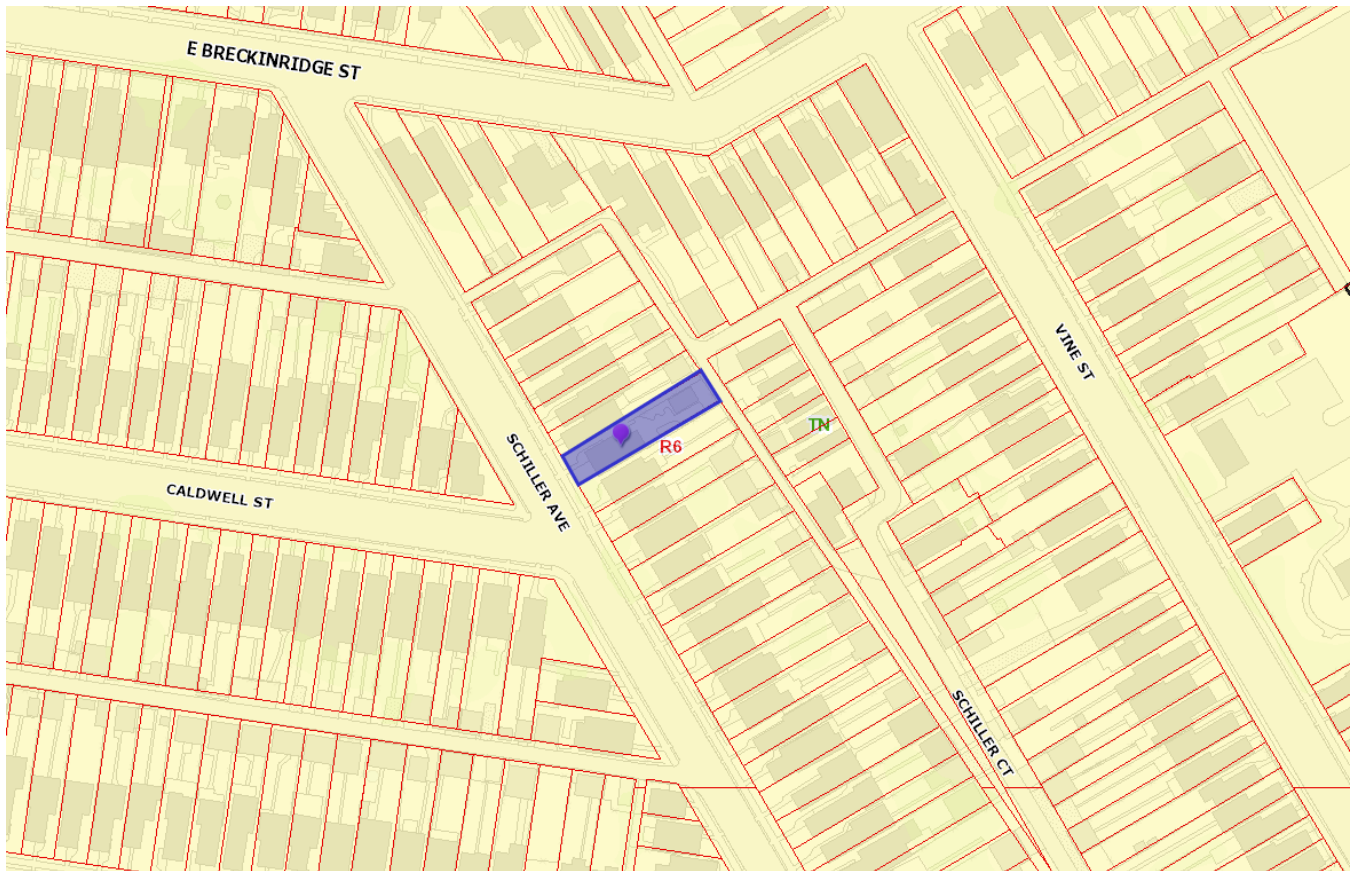 E BRECKINRIDGE ST
VINE ST
TN
R6
SCHILLER AVE
CALDWELL ST
SCHILLER CT